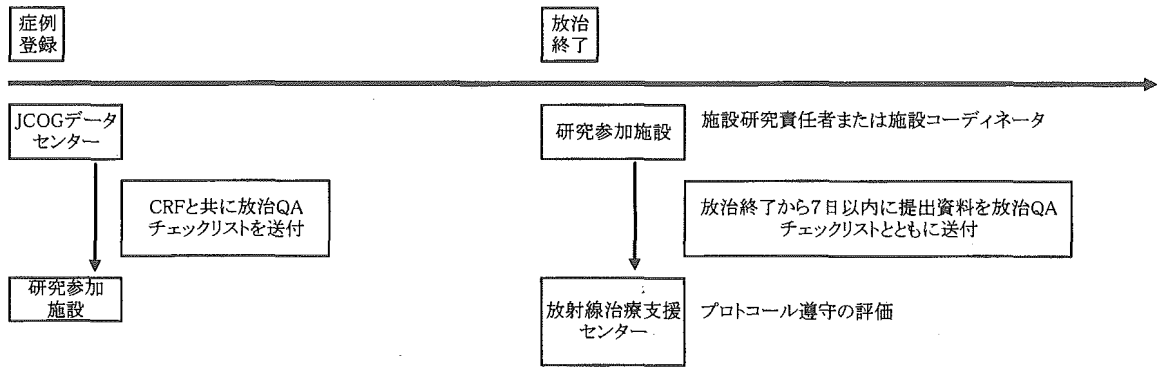 症例
登録
放治
終了
JCOGデータ
センター
研究参加施設
施設研究責任者または施設コーディネータ
CRFと共に放治QA
チェックリストを送付
放治終了から7日以内に提出資料を放治QA
チェックリストとともに送付
研究参加
施設
放射線治療支援
センター
プロトコール遵守の評価